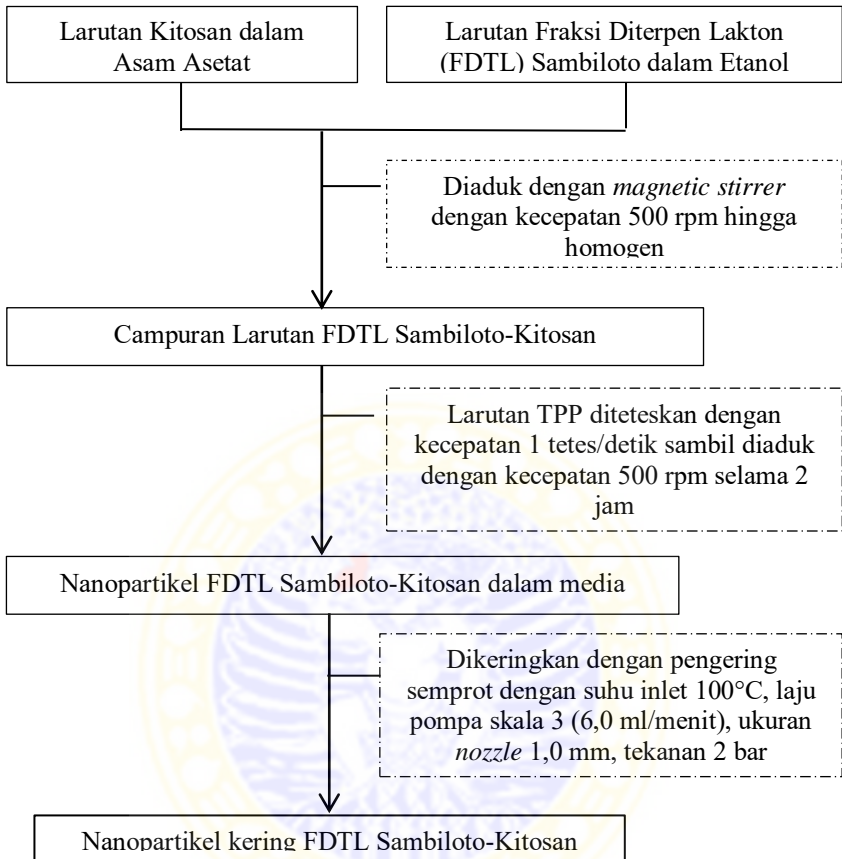 Larutan Kitosan dalam
Asam Asetat
Larutan Fraksi Diterpen Lakton
(FDTL) Sambiloto dalam Etanol
Diaduk dengan magnetic stirrer
dengan kecepatan 500 rpm hingga
homogen
Campuran Larutan FDTL Sambiloto-Kitosan
Larutan TPP diteteskan dengan
kecepatan 1 tetes/detik sambil diaduk
dengan kecepatan 500 rpm selama 2
jam
Nanopartikel FDTL Sambiloto-Kitosan dalam media
Dikeringkan dengan pengering
semprot dengan suhu inlet 100°C, laju
pompa skala 3 (6,0 ml/menit), ukuran
nozzle 1,0 mm, tekanan 2 bar
Nanopartikel kering FDTL Sambiloto-Kitosan